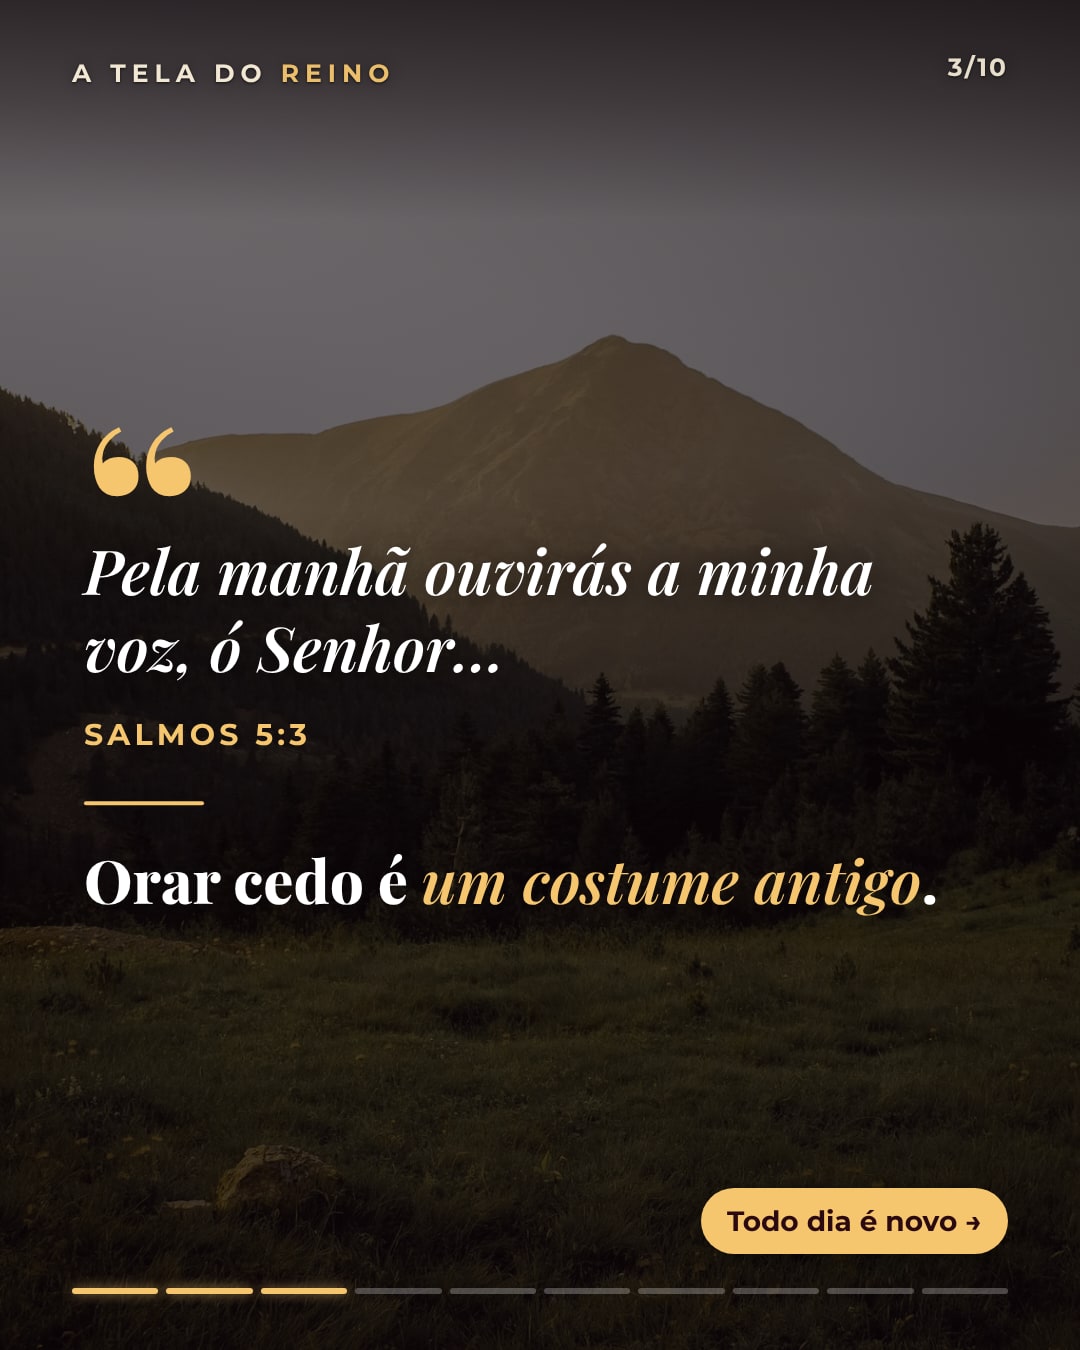 A TELA DO REINO
3/10
“
Pela manhã ouvirás a minha
voz, ó Senhor...
SALMOS 5:3
Orar cedo é um costume antigo.
Todo dia é novo →